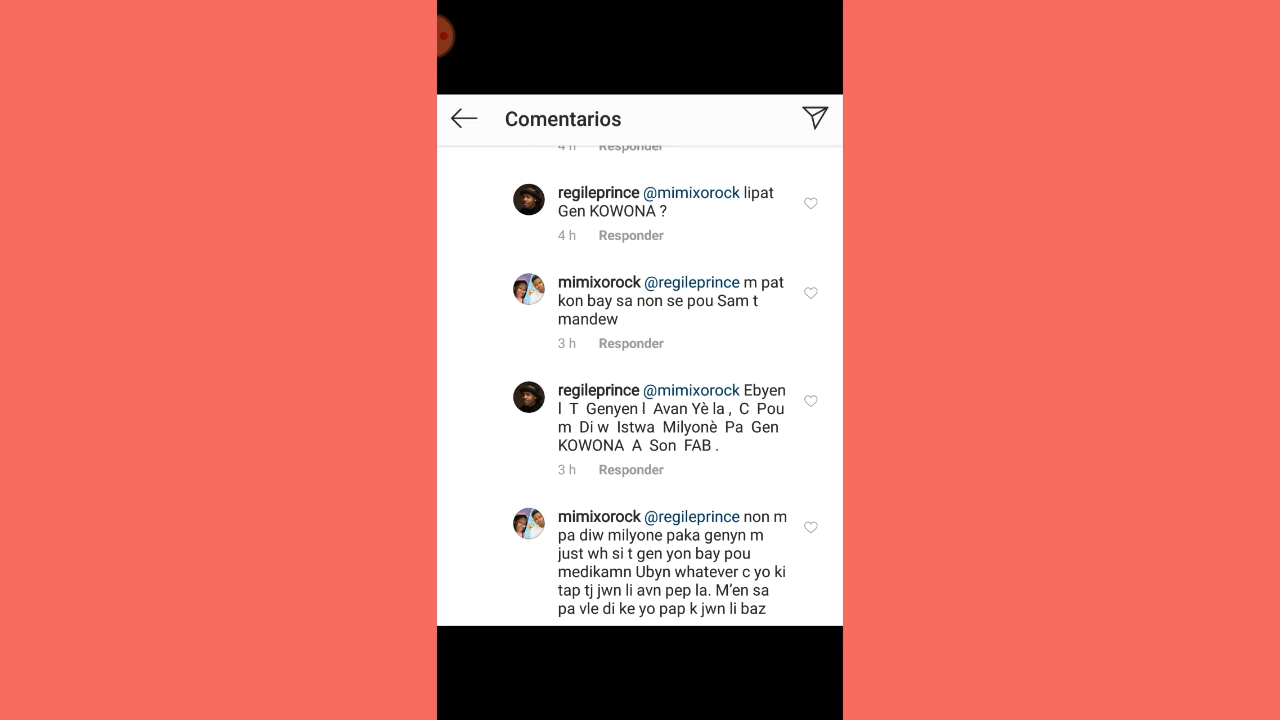 Comentarios
4 h Responder
regileprince @mimixorock lipat
Gen KOWONA ?
4 h Responder
mimixorock @regileprince m pat
kon bay sa non se pou Sam t
mandew
3 h Responder
regileprince @mimixorock Ebyen
l T Genyen l Avan Yè la , C Pou
m Di w Istwa Milyonè Pa Gen
KOWONA A Son FAB .
3 h Responder
mimixorock @regileprince non m
pa diw milyone paka genyn m
just wh si t gen yon bay pou
medikamn Ubyn whatever c yo ki
tap tj jwn li avn pep la. M’en sa
pa vle di ke yo pap k jwn li baz